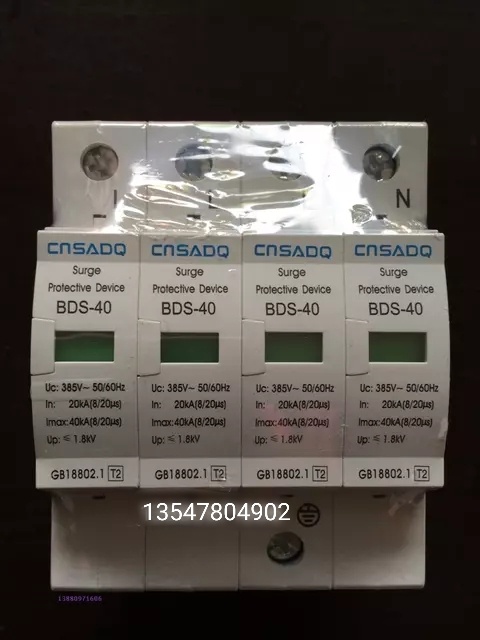 L L L N
CNSADQ CNSADQ CNSADQ CNSADQ
Surge Surge Surge Surge
Protective Device Protective Device Protective Device Protective Device
BDS-40 BDS-40 BDS-40 BDS-40
Uc: 385V~ 50/60Hz Uc: 385V~ 50/60Hz Uc: 385V~ 50/60Hz Uc: 385V~ 50/60Hz
In: 20kA(8/20μs) In: 20kA(8/20μs) In: 20kA(8/20μs) In: 20kA(8/20μs)
Imax:40kA(8/20μs) Imax:40kA(8/20μs) Imax:40kA(8/20μs) Imax:40kA(8/20μs)
Up: ≤ 1.8kV Up: ≤ 1.8kV Up: ≤ 1.8kV Up: ≤ 1.8kV
GB18802.1 T2 GB18802.1 T2 GB18802.1 T2 GB18802.1 T2
13547804902
13880971606